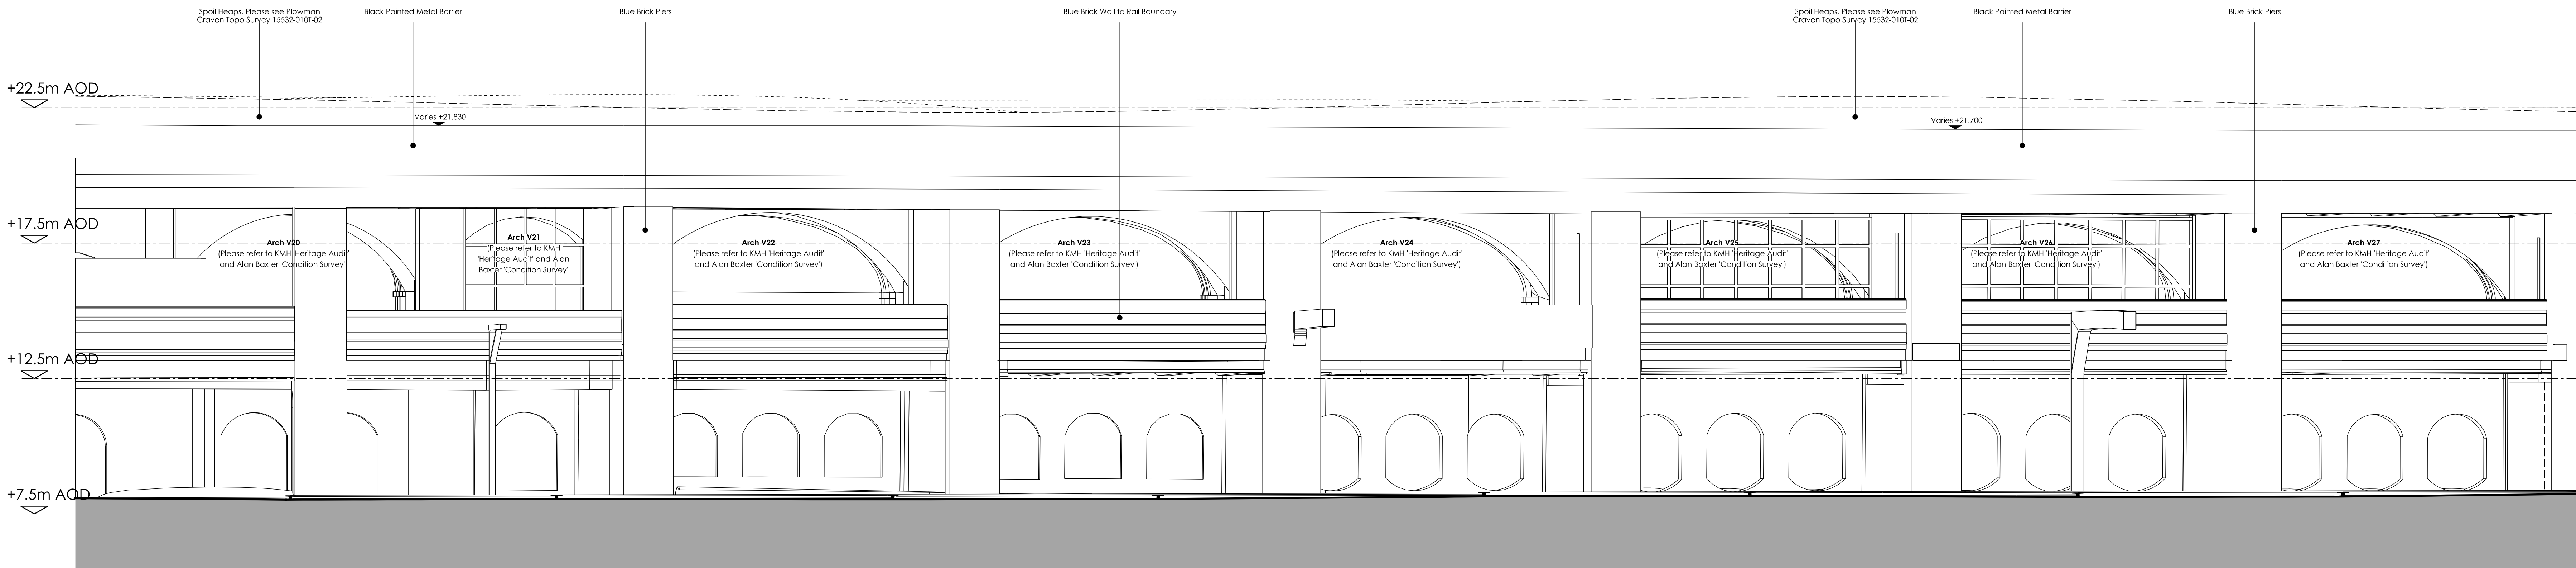 Spoil Heaps. Please see Plowman
Craven Topo Survey 15532-010T-02
Black Painted Metal Barrier
Blue Brick Piers
Blue Brick Wall to Rail Boundary
Spoil Heaps. Please see Plowman
Craven Topo Survey 15532-010T-02
Black Painted Metal Barrier
Blue Brick Piers
+22.5m AOD
Varies +21.830
Varies +21.700
+17.5m AOD
Arch V20
(Please refer to KMH 'Heritage Audit'
and Alan Baxter 'Condition Survey')
Arch V21
(Please refer to KMH
'Heritage Audit' and Alan
Baxter 'Condition Survey'
Arch V22
(Please refer to KMH 'Heritage Audit'
and Alan Baxter 'Condition Survey')
Arch V23
(Please refer to KMH 'Heritage Audit'
and Alan Baxter 'Condition Survey')
Arch V24
(Please refer to KMH 'Heritage Audit'
and Alan Baxter 'Condition Survey')
Arch V25
(Please refer to KMH 'Heritage Audit'
and Alan Baxter 'Condition Survey')
Arch V26
(Please refer to KMH 'Heritage Audit'
and Alan Baxter 'Condition Survey')
Arch V27
(Please refer to KMH 'Heritage Audit'
and Alan Baxter 'Condition Survey')
+12.5m AOD
+7.5m AOD